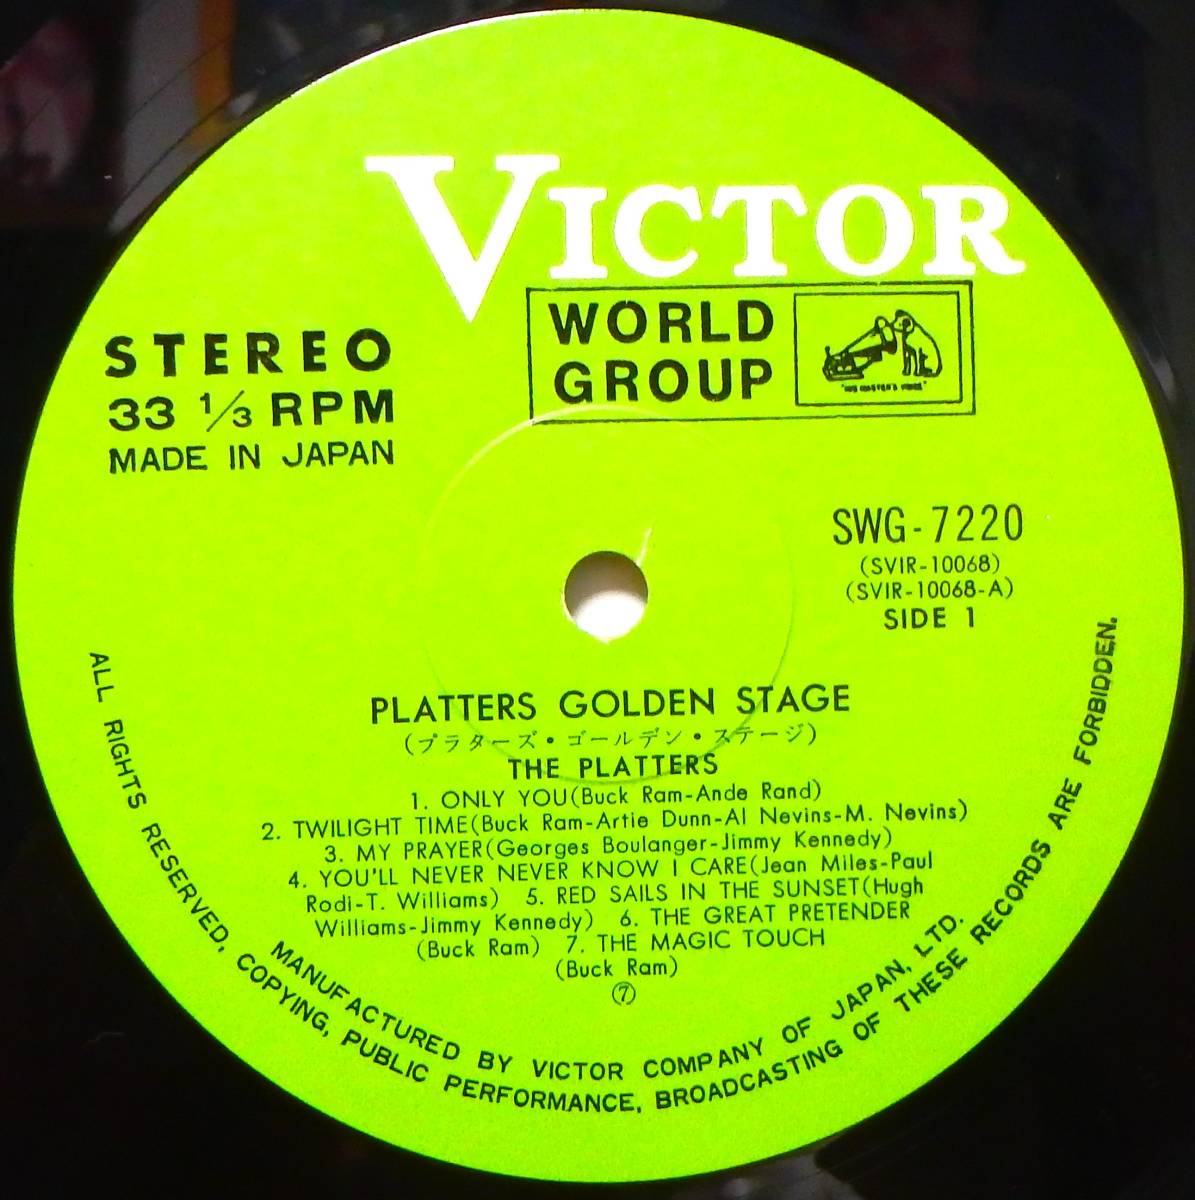 VICTOR
WORLD
GROUP
"HIS MASTER'S VOICE"
STEREO
33 1/3 RPM
MADE IN JAPAN
SWG-7220
(SVIR-10068)
(SVIR-10068-A)
SIDE 1
PLATTERS GOLDEN STAGE
(プラターズ・ゴールデン・ステージ)
THE PLATTERS
1. ONLY YOU(Buck Ram-Ande Rand)
2. TWILIGHT TIME(Buck Ram-Artie Dunn-Al Nevins-M. Nevins)
3. MY PRAYER(Georges Boulanger-Jimmy Kennedy)
4. YOU'LL NEVER NEVER KNOW I CARE(Jean Miles-Paul
Rodi-T. Williams) 5. RED SAILS IN THE SUNSET(Hugh
Williams-Jimmy Kennedy) 6. THE GREAT PRETENDER
(Buck Ram) 7. THE MAGIC TOUCH
(Buck Ram)
⑦
MANUFACTURED BY VICTOR COMPANY OF JAPAN, LTD.
ALL RIGHTS RESERVED, COPYING, PUBLIC PERFORMANCE, BROADCASTING OF THESE RECORDS ARE FORBIDDEN.